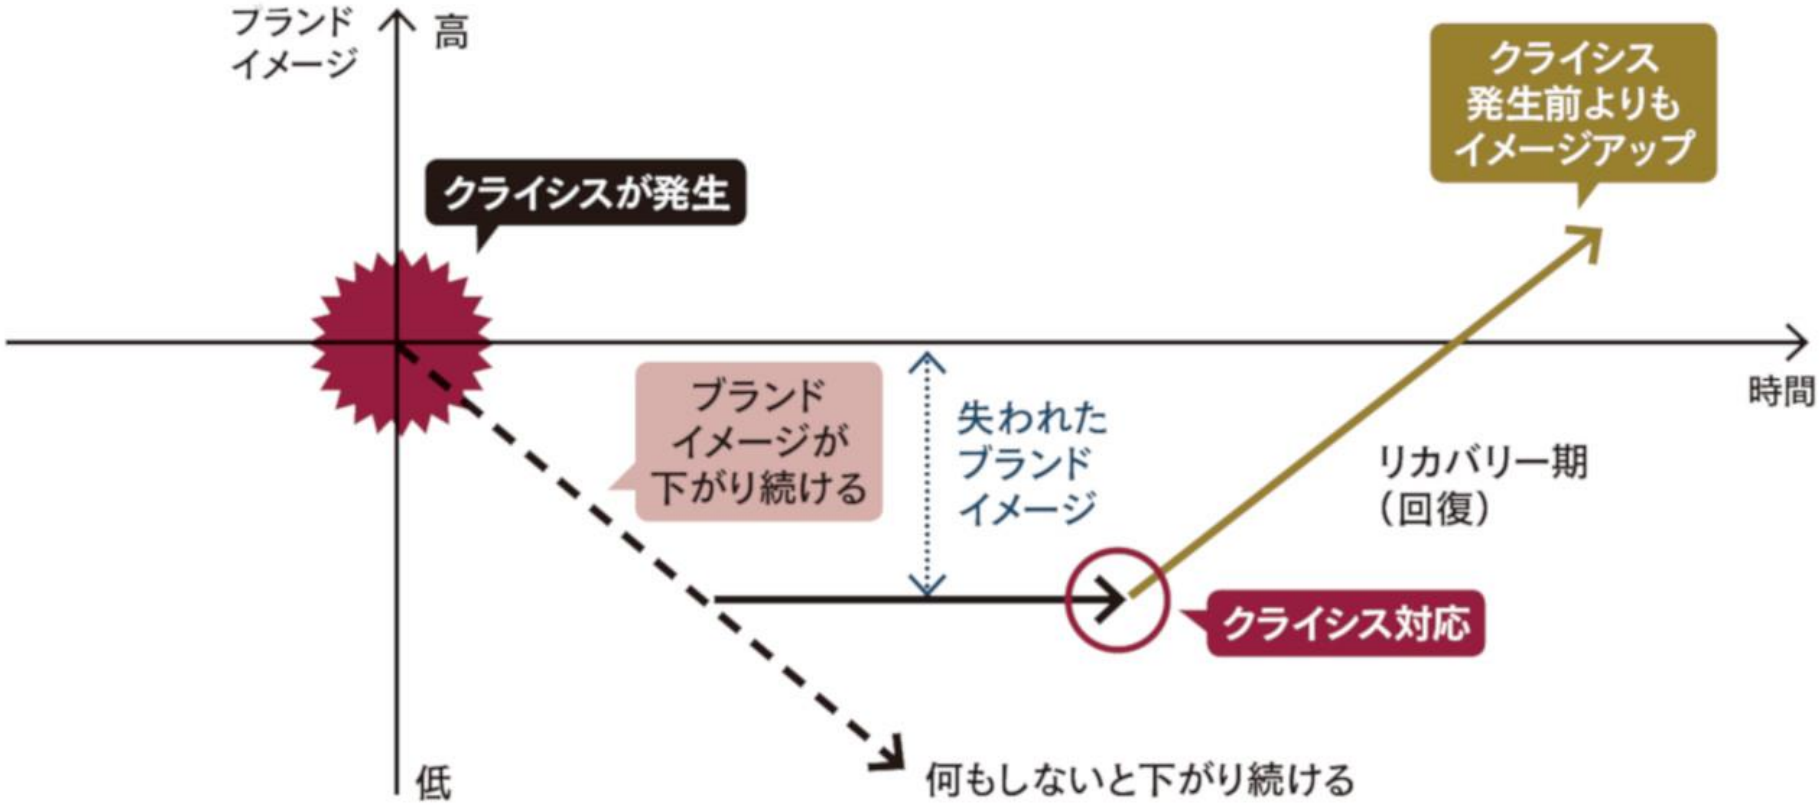 ブランド
イメージ
高
クライシス
発生前よりも
イメージアップ
クライシスが発生
時間
ブランド
イメージが
下がり続ける
失われた
ブランド
イメージ
リカバリー期
（回復）
クライシス対応
低
何もしないと下がり続ける